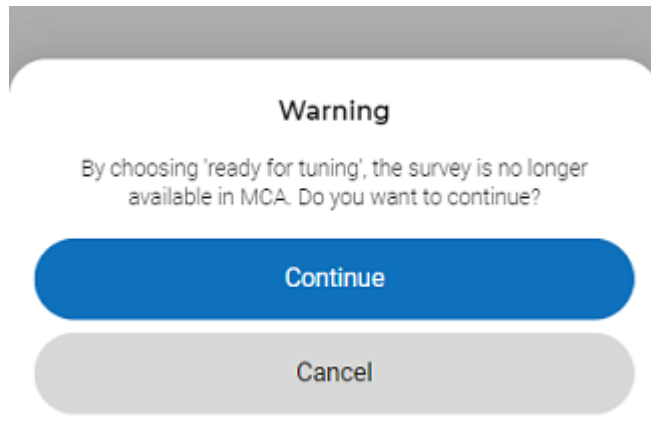 Warning
By choosing 'ready for tuning', the survey is no longer
available in MCA. Do you want to continue?
Continue
Cancel